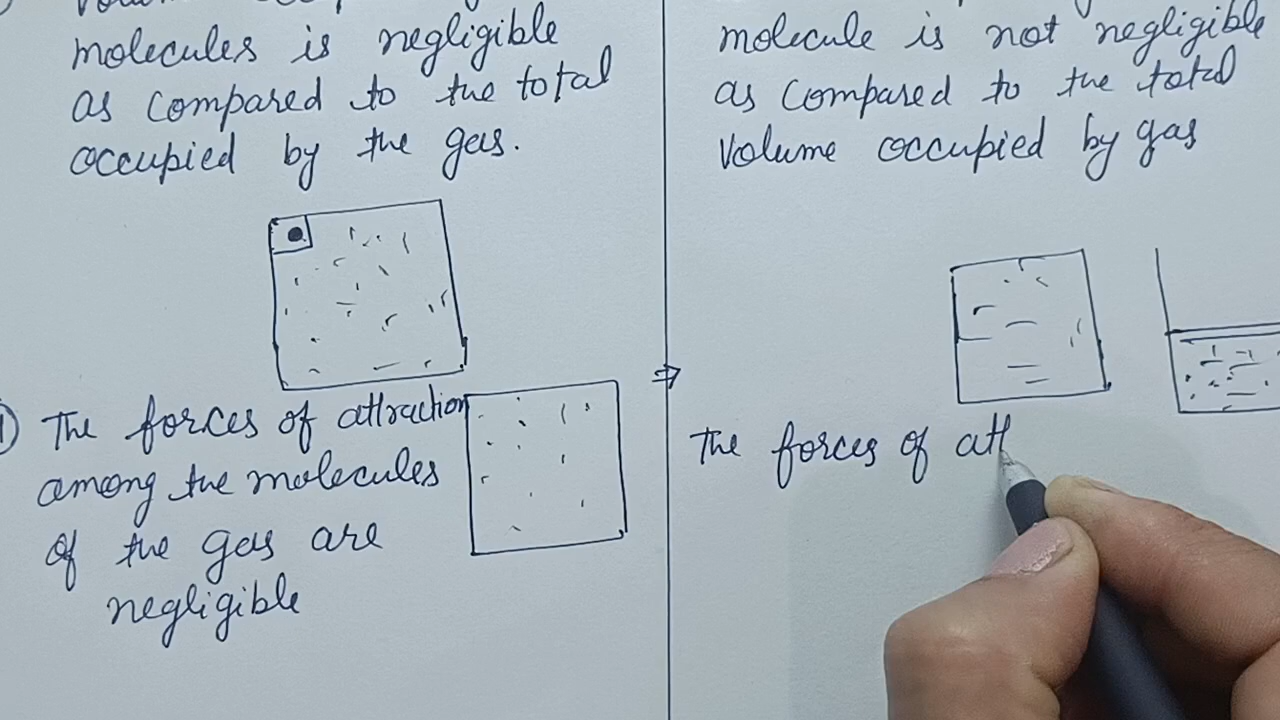 molecules is negligible
as compared to the total
occupied by the gas.
1) The forces of attraction
among the molecules
of the gas are
negligible
molecule is not negligible
as compared to the total
volume occupied by gas
⇒
The forces of att